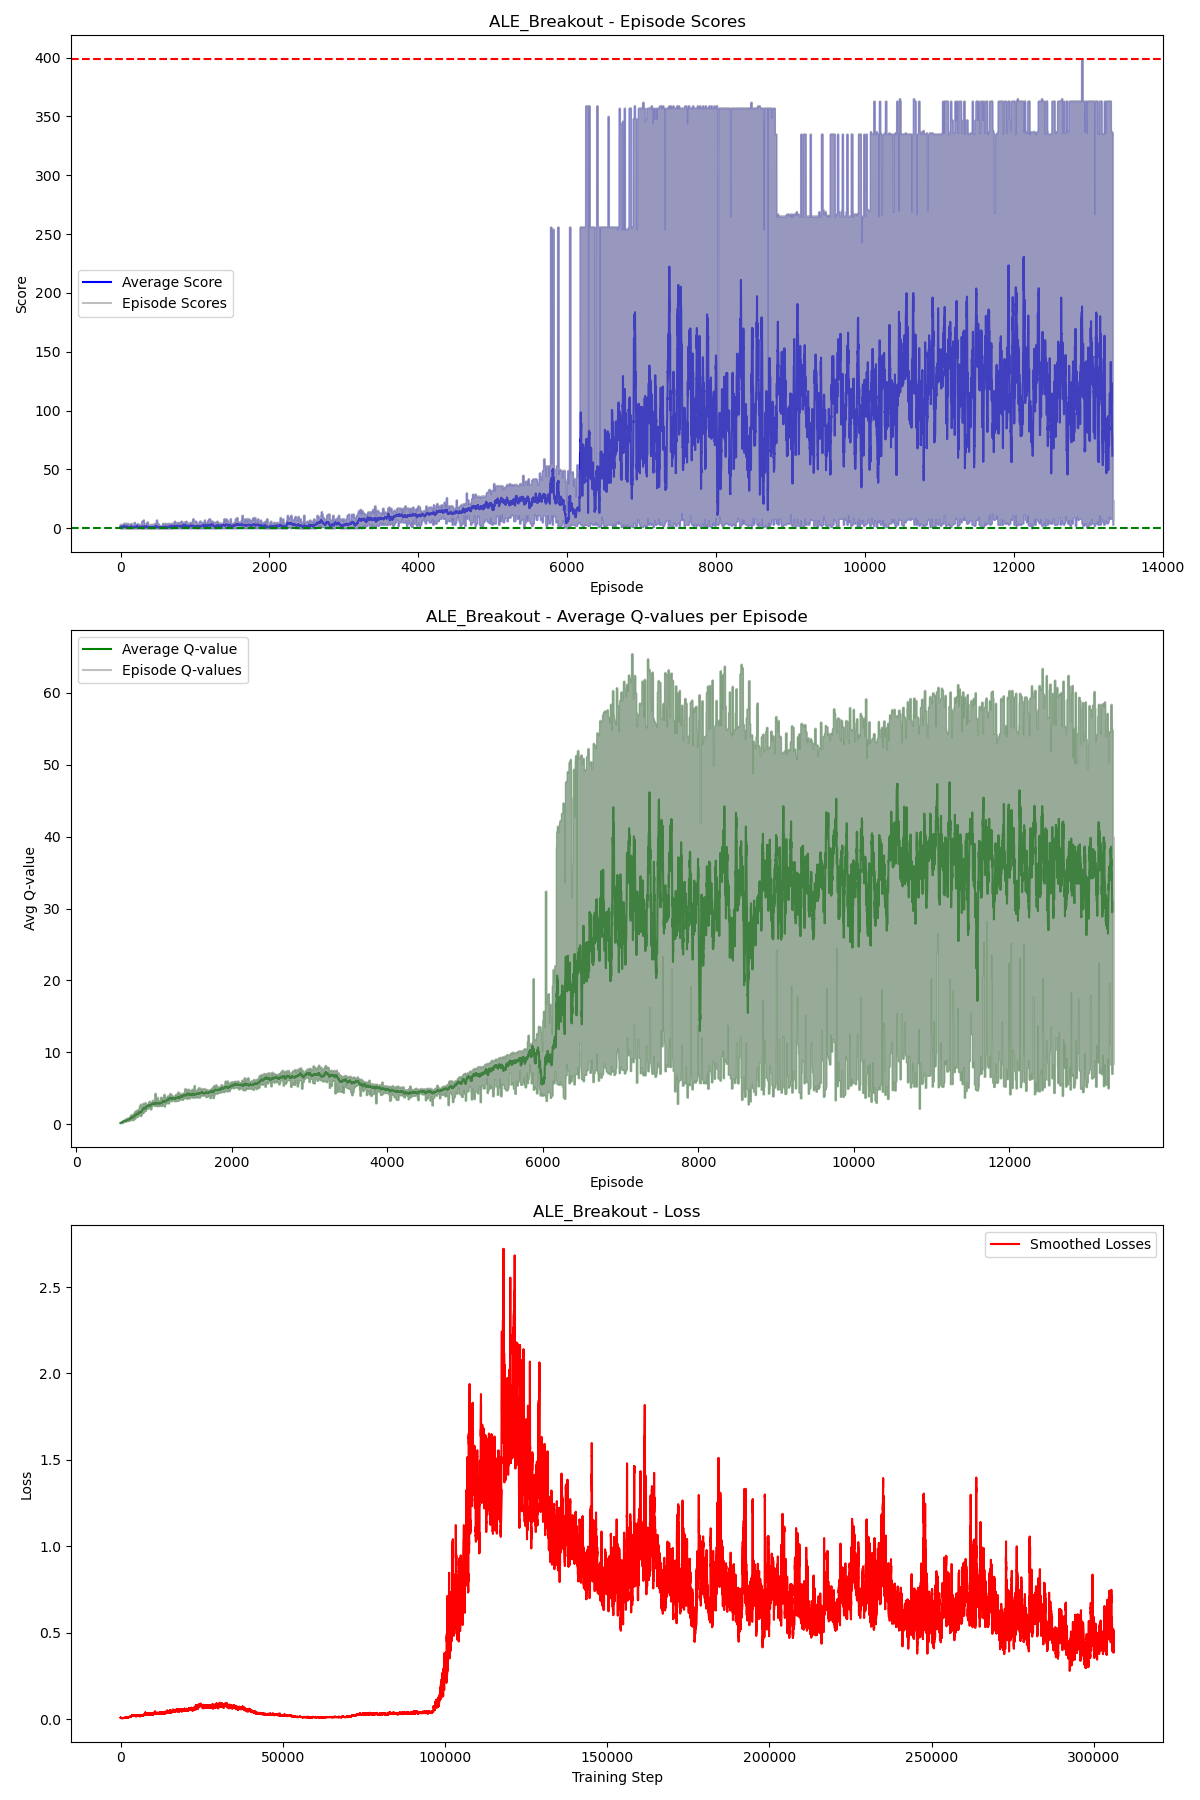 ALE_Breakout - Episode Scores
400
350
300
250
200
150
100
50
0
Score
Average Score
Episode Scores
0 2000 4000 6000 8000 10000 12000 14000
Episode
ALE_Breakout - Average Q-values per Episode
60
50
40
30
20
10
0
Avg Q-value
Average Q-value
Episode Q-values
0 2000 4000 6000 8000 10000 12000
Episode
ALE_Breakout - Loss
2.5
2.0
1.5
1.0
0.5
0.0
Loss
Smoothed Losses
0 50000 100000 150000 200000 250000 300000
Training Step